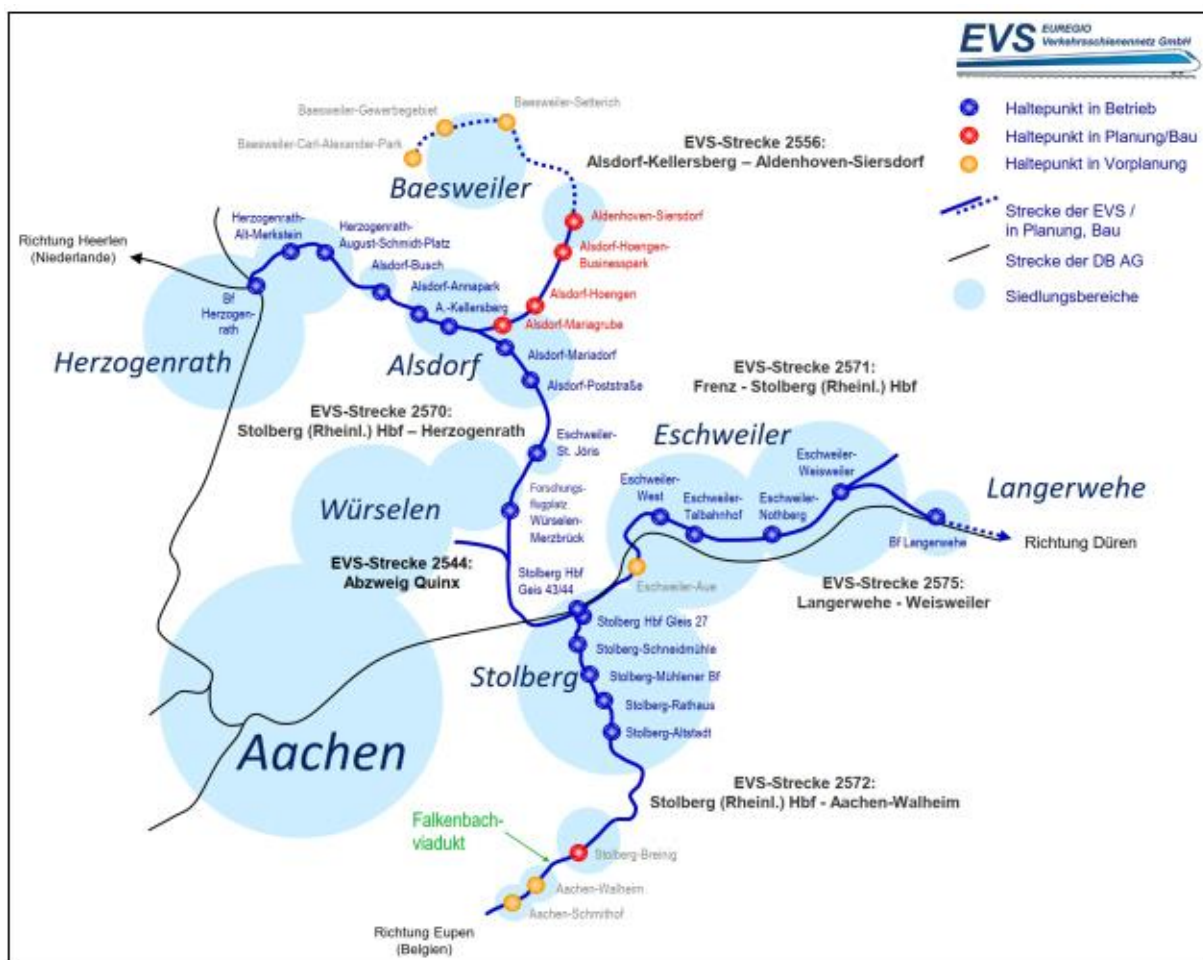 EVS EUREGIO
Verkehrsschienennetz GmbH
Haltepunkt in Betrieb
Haltepunkt in Planung/Bau
Haltepunkt in Vorplanung
Strecke der EVS /
in Planung, Bau
Strecke der DB AG
Siedlungsbereiche
Baesweiler-Setterich
Baesweiler-Gewerbegebiet
Baesweiler-Carl-Alexander-Park
Baesweiler
EVS-Strecke 2556:
Alsdorf-Kellersberg – Aldenhoven-Siersdorf
Aldenhoven-Siersdorf
Alsdorf-Hoengen-
Businesspark
Alsdorf-Hoengen
Alsdorf-Mariagrube
Richtung Heerlen
(Niederlande)
Herzogenrath-
Alt-Merkstein
Herzogenrath-
August-Schmidt-Platz
Alsdorf-Busch
Alsdorf-Annapark
A.-Kellersberg
Bf
Herzogen-
rath
Herzogenrath
Alsdorf
Alsdorf-Mariadorf
Alsdorf-Poststraße
EVS-Strecke 2571:
Frenz - Stolberg (Rheinl.) Hbf
EVS-Strecke 2570:
Stolberg (Rheinl.) Hbf – Herzogenrath
Eschweiler-
St. Jöris
Eschweiler
Eschweiler-
West
Eschweiler-
Talbahnhof
Eschweiler-
Nothberg
Eschweiler-
Weisweiler
Langerwehe
Bf Langerwehe
Richtung Düren
Würselen
Forschungs-
flugplatz
Würselen-
Merzbrück
EVS-Strecke 2544:
Abzweig Quinx
Stolberg Hbf
Geis 43/44
Eschweiler-Aue
EVS-Strecke 2575:
Langerwehe - Weisweiler
Stolberg Hbf Gleis 27
Stolberg-Schneidmühle
Stolberg-Mühlener Bf
Stolberg-Rathaus
Stolberg-Altstadt
Stolberg
Aachen
EVS-Strecke 2572:
Stolberg (Rheinl.) Hbf - Aachen-Walheim
Falkenbach-
viadukt
Stolberg-Breinig
Aachen-Walheim
Aachen-Schmithof
Richtung Eupen
(Belgien)